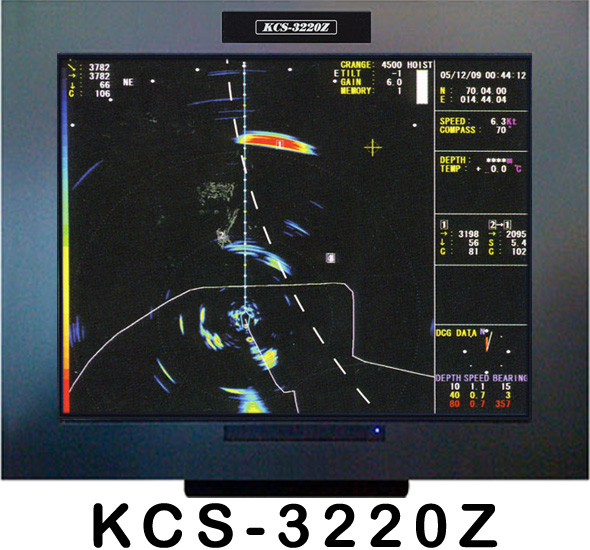 KCS-3220Z
↘ : 3782
→ : 3782
↓ : 66
G : 106
NE
CRANGE: 4500 HOIST
ETILT : -1
GAIN : 6.0
MEMORY: 1
05/12/09 00:44:12
N : 70.04.00
E : 014.44.04
SPEED: 6.3Kt
COMPASS: 70°
DEPTH: ****m
TEMP: + 0.0 °C
1 2→1
→: 3198 →: 2095
↓: 56 S: 5.4
G: 81 G: 102
1
DCG DATA N
DEPTH SPEED BEARING
10 1.1 15
40 0.7 3
80 0.7 357
KCS-3220Z